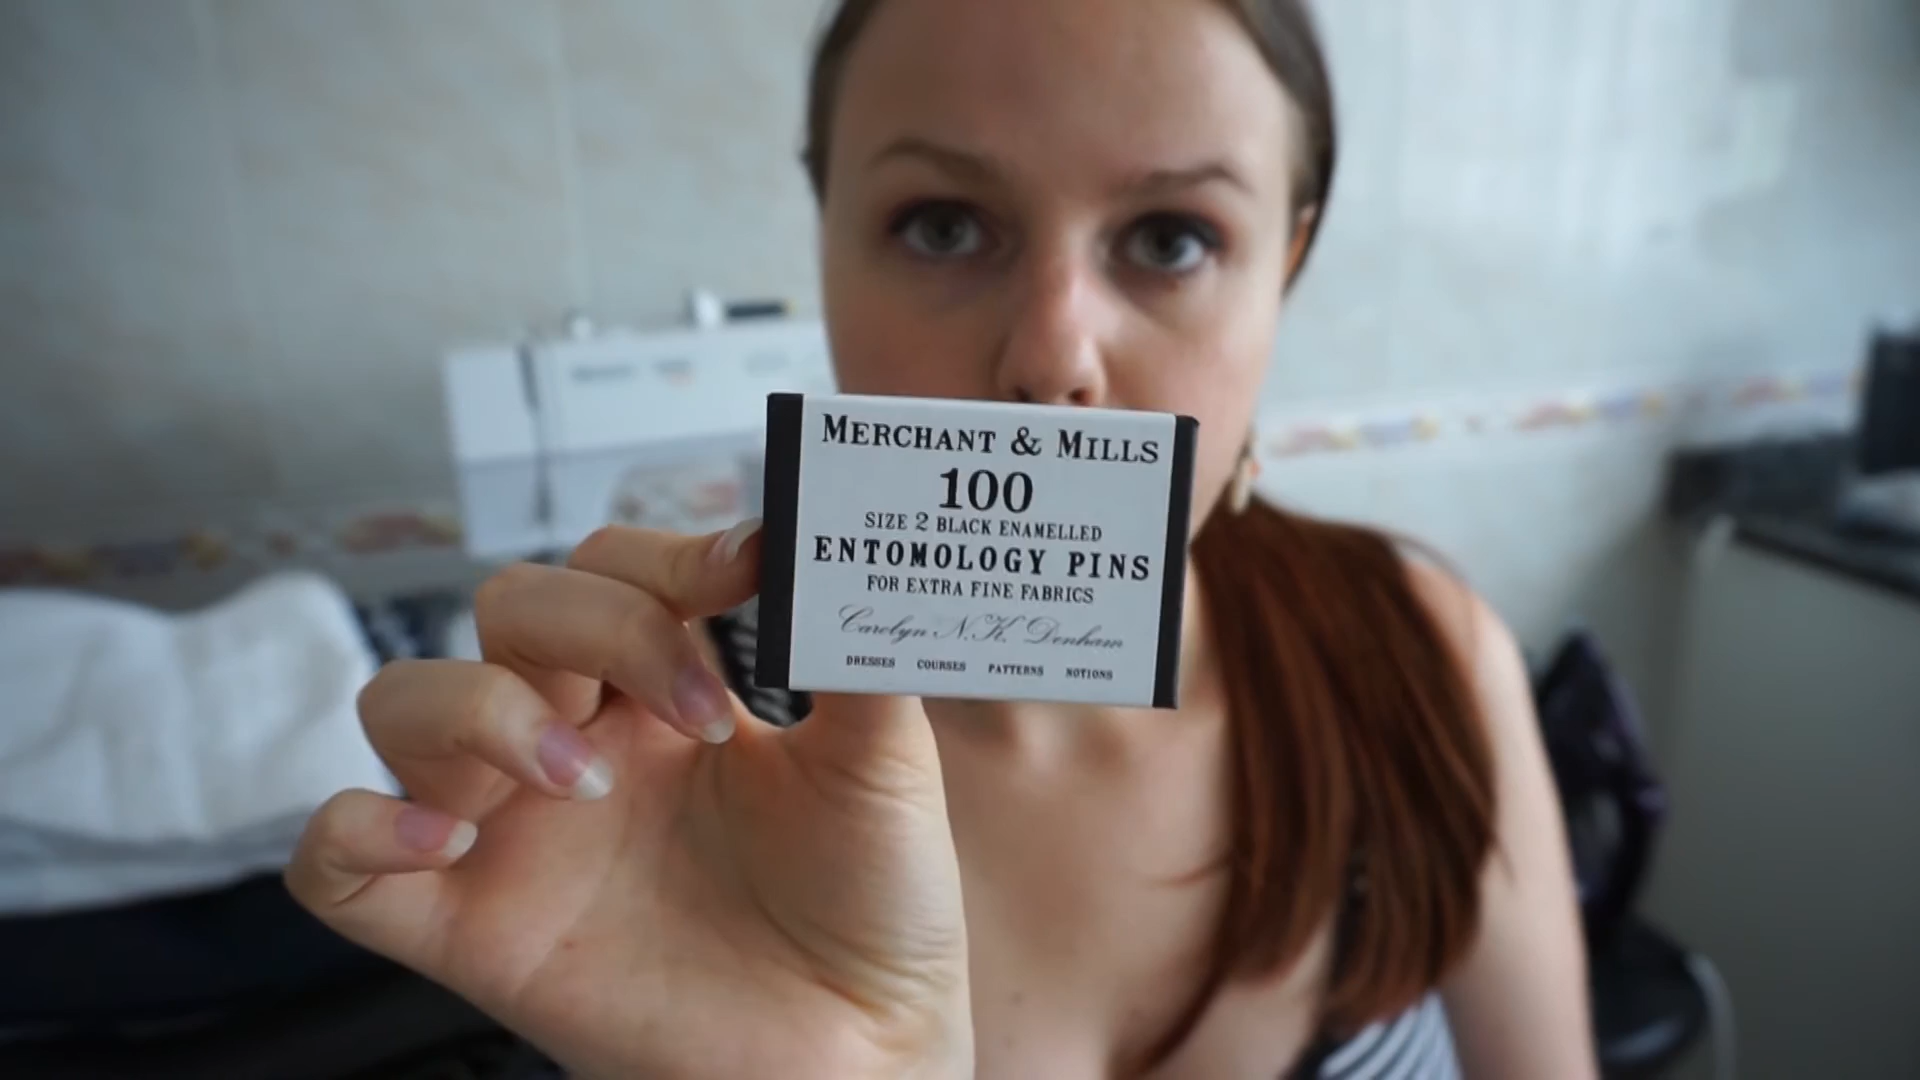 MERCHANT & MILLS
100
SIZE 2 BLACK ENAMELLED
ENTOMOLOGY PINS
FOR EXTRA FINE FABRICS
Carolyn N.K. Denham
DRESSES COURSES PATTERNS NOTIONS